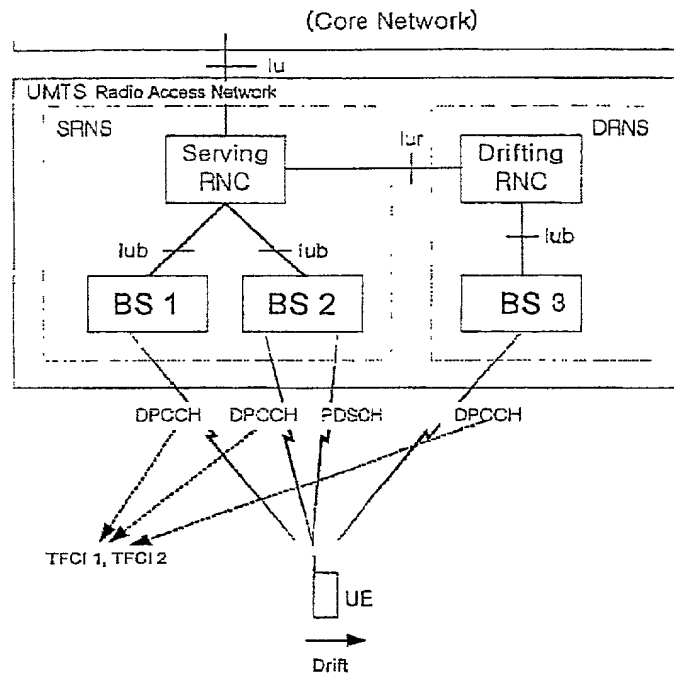 (Core Network)
Iu
UMTS Radio Access Network
SRNS
DRNS
Serving
RNC
Iur
Drifting
RNC
Iub
Iub
Iub
BS 1
BS 2
BS 3
DPCCH
DPCCH
PDSCH
DPCCH
TFCI 1, TFCI 2
UE
Drift